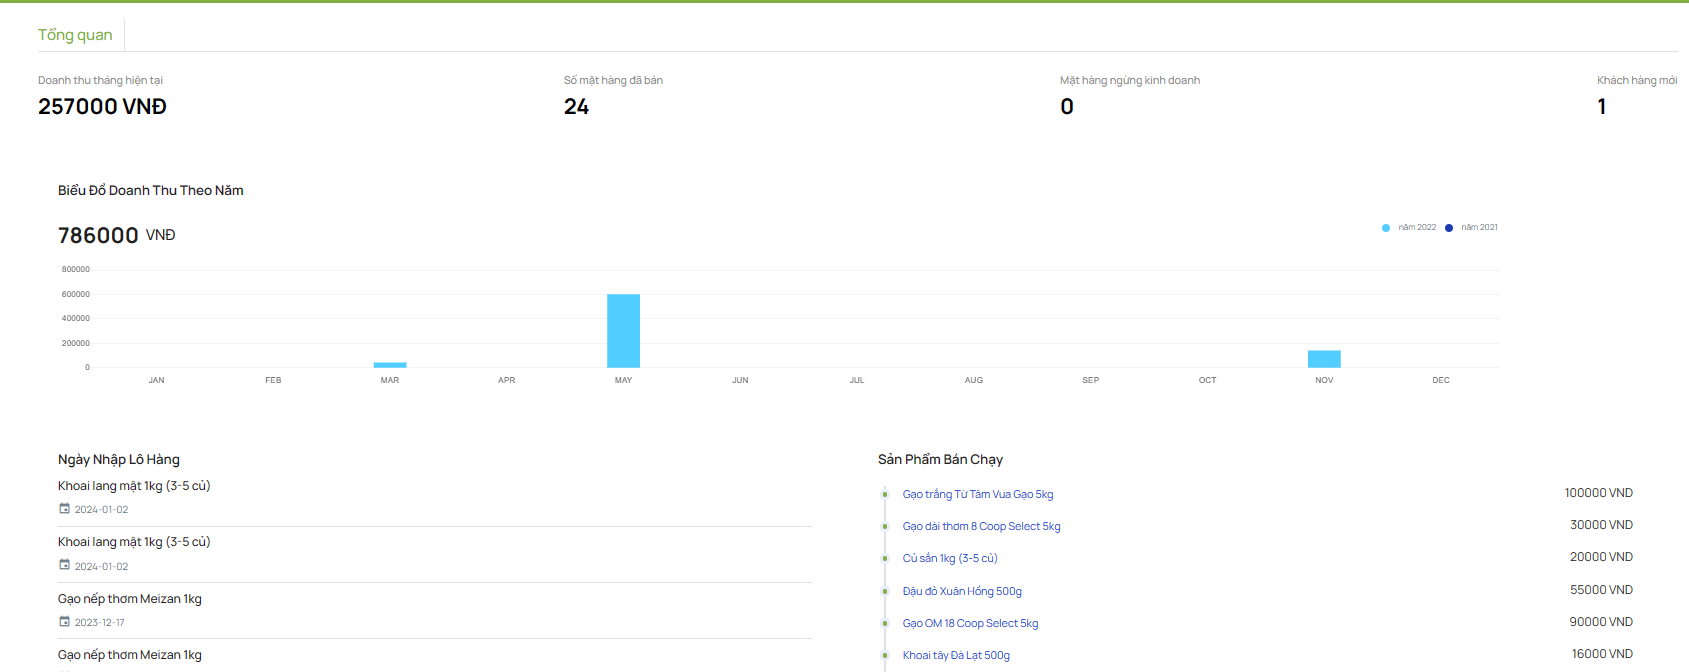 Tổng quan
Doanh thu tháng hiện tại
257000 VNĐ
Số mặt hàng đã bán
24
Mặt hàng ngừng kinh doanh
0
Khách hàng mới
1
Biểu Đồ Doanh Thu Theo Năm
786000 VNĐ
năm 2022 năm 2021
800000
600000
400000
200000
0
JAN FEB MAR APR MAY JUN JUL AUG SEP OCT NOV DEC
Ngày Nhập Lô Hàng
Khoai lang mật 1kg (3-5 củ)
2024-01-02
Khoai lang mật 1kg (3-5 củ)
2024-01-02
Gạo nếp thơm Meizan 1kg
2023-12-17
Gạo nếp thơm Meizan 1kg
Sản Phẩm Bán Chạy
Gạo trắng Từ Tâm Vua Gạo 5kg 100000 VND
Gạo dài thơm 8 Coop Select 5kg 30000 VND
Củ sắn 1kg (3-5 củ) 20000 VND
Đậu đỏ Xuân Hồng 500g 55000 VND
Gạo OM 18 Coop Select 5kg 90000 VND
Khoai tây Đà Lạt 500g 16000 VND